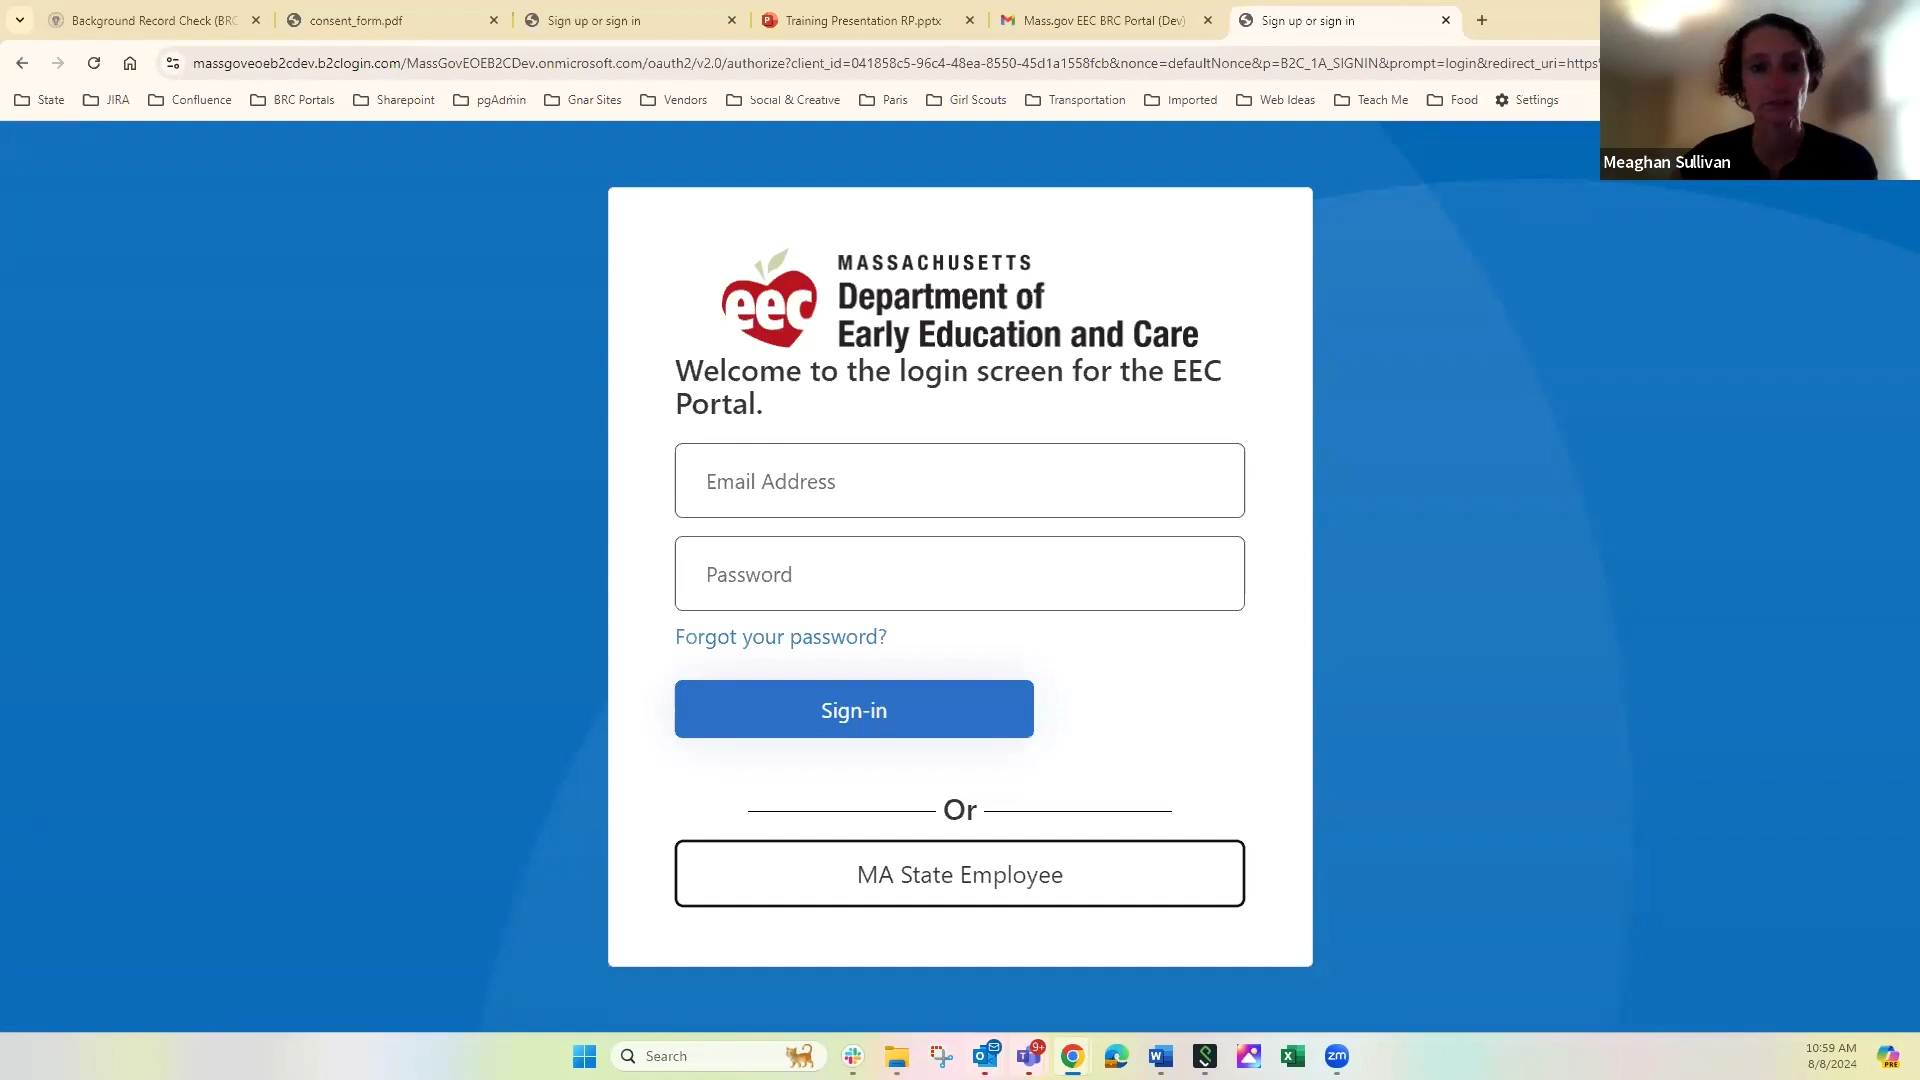 Background Record Check (BRC
consent_form.pdf
Sign up or sign in
Training Presentation RP.pptx
Mass.gov EEC BRC Portal (Dev)
Sign up or sign in
massgoveoeb2cdev.b2clogin.com/MassGovEOEB2CDev.onmicrosoft.com/oauth2/v2.0/authorize?client_id=041858c5-96c4-48ea-8550-45d1a1558fcb&nonce=defaultNonce&p=B2C_1A_SIGNIN&prompt=login&redirect_uri=https
State
JIRA
Confluence
BRC Portals
Sharepoint
pgAdmin
Gnar Sites
Vendors
Social & Creative
Paris
Girl Scouts
Transportation
Imported
Web Ideas
Teach Me
Food
Settings
Meaghan Sullivan
eec
MASSACHUSETTS
Department of
Early Education and Care
Welcome to the login screen for the EEC
Portal.
Email Address
Password
Forgot your password?
Sign-in
Or
MA State Employee
Search
9+
W
X
zm
10:59 AM
8/8/2024
PRE